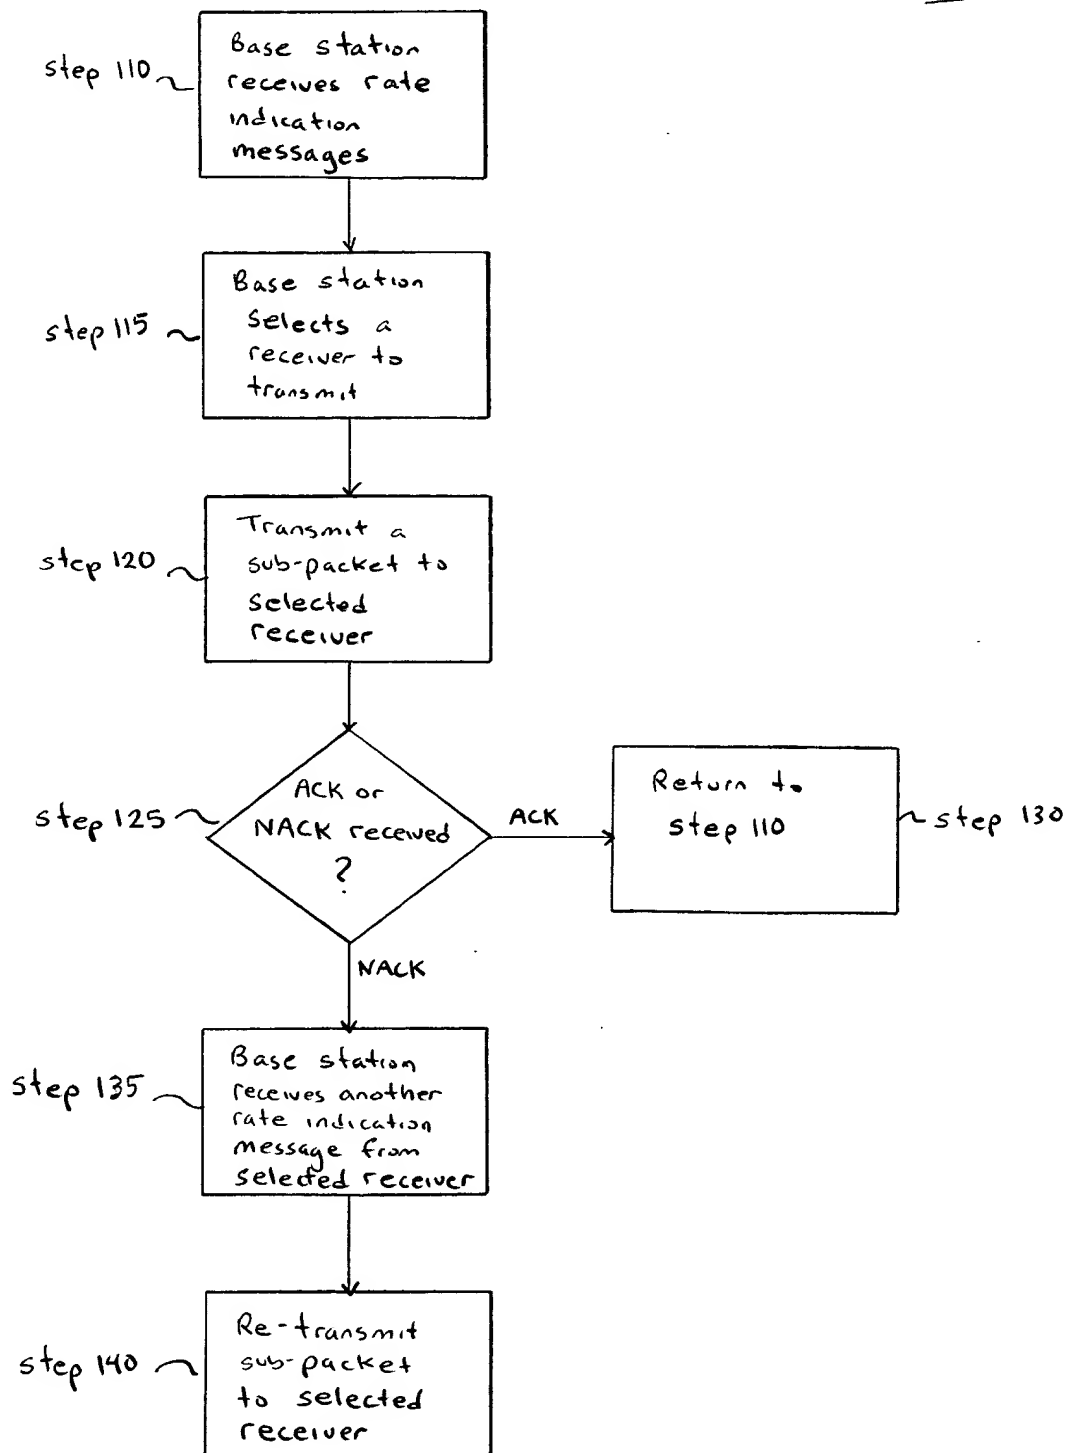 step 110
Base station
receives rate
indication
messages
step 115
Base station
selects a
receiver to
transmit
step 120
Transmit a
sub-packet to
selected
receiver
step 125
ACK or
NACK received
?
ACK
Return to
step 110
step 130
NACK
step 135
Base station
receives another
rate indication
message from
selected receiver
step 140
Re-transmit
sub-packet
to selected
receiver